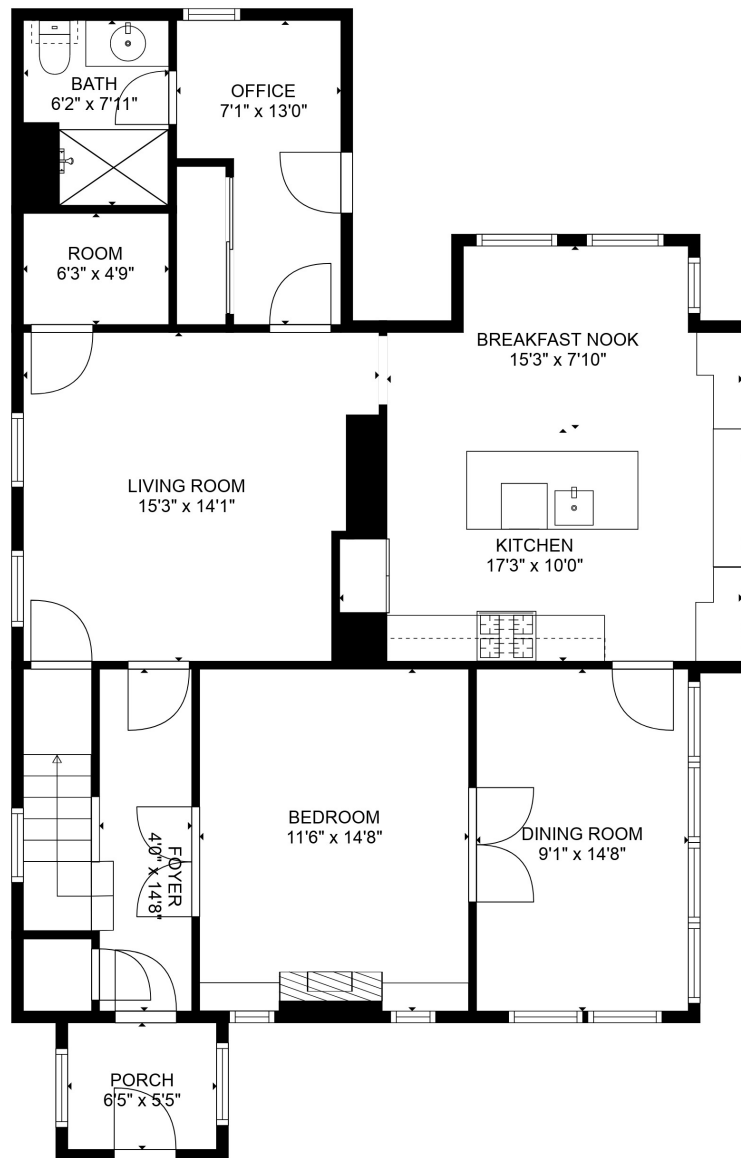 BATH
6'2" x 7'11"
OFFICE
7'1" x 13'0"
ROOM
6'3" x 4'9"
BREAKFAST NOOK
15'3" x 7'10"
LIVING ROOM
15'3" x 14'1"
KITCHEN
17'3" x 10'0"
FOYER
4'0" x 14'8"
BEDROOM
11'6" x 14'8"
DINING ROOM
9'1" x 14'8"
PORCH
6'5" x 5'5"